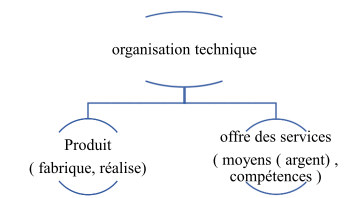 organisation technique
Produit
( fabrique, réalise)
offre des services
( moyens ( argent) ,
compétences )